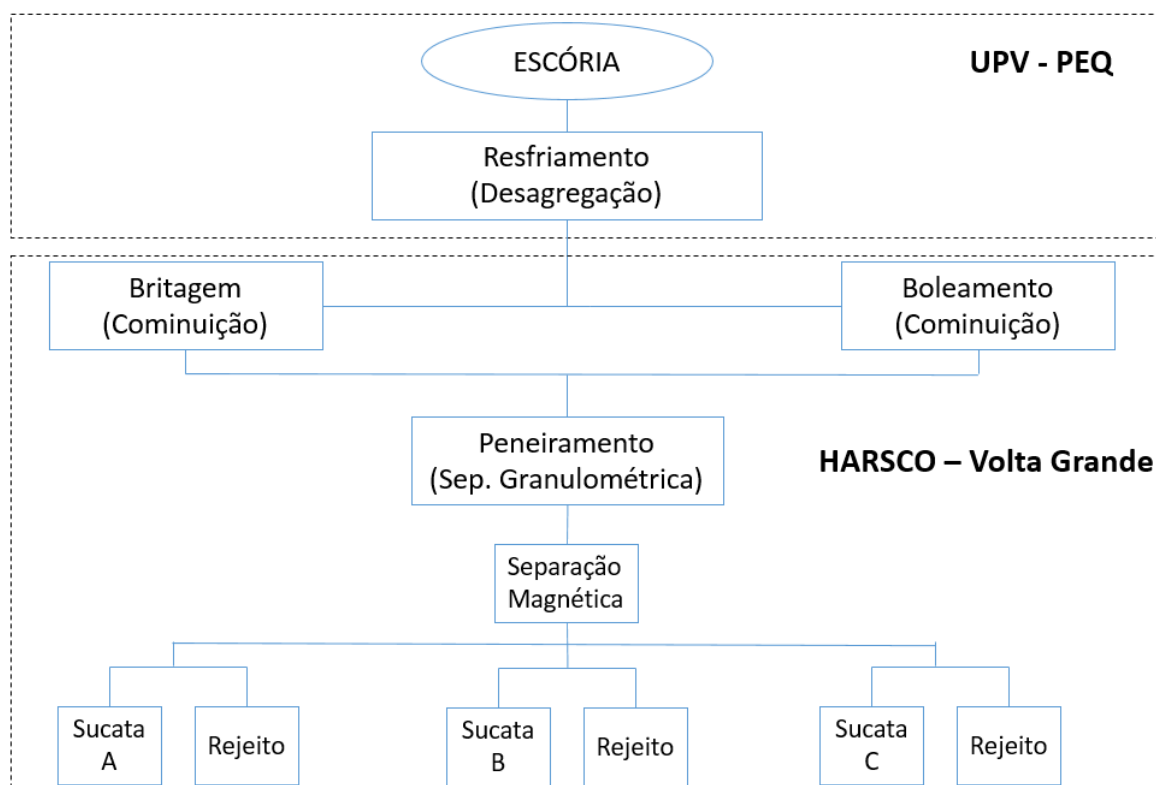 ESCÓRIA
UPV - PEQ
Resfriamento
(Desagregação)
Britagem
(Cominuição)
Boleamento
(Cominuição)
Peneiramento
(Sep. Granulométrica)
HARSCO – Volta Grande
Separação
Magnética
Sucata
A
Rejeito
Sucata
B
Rejeito
Sucata
C
Rejeito